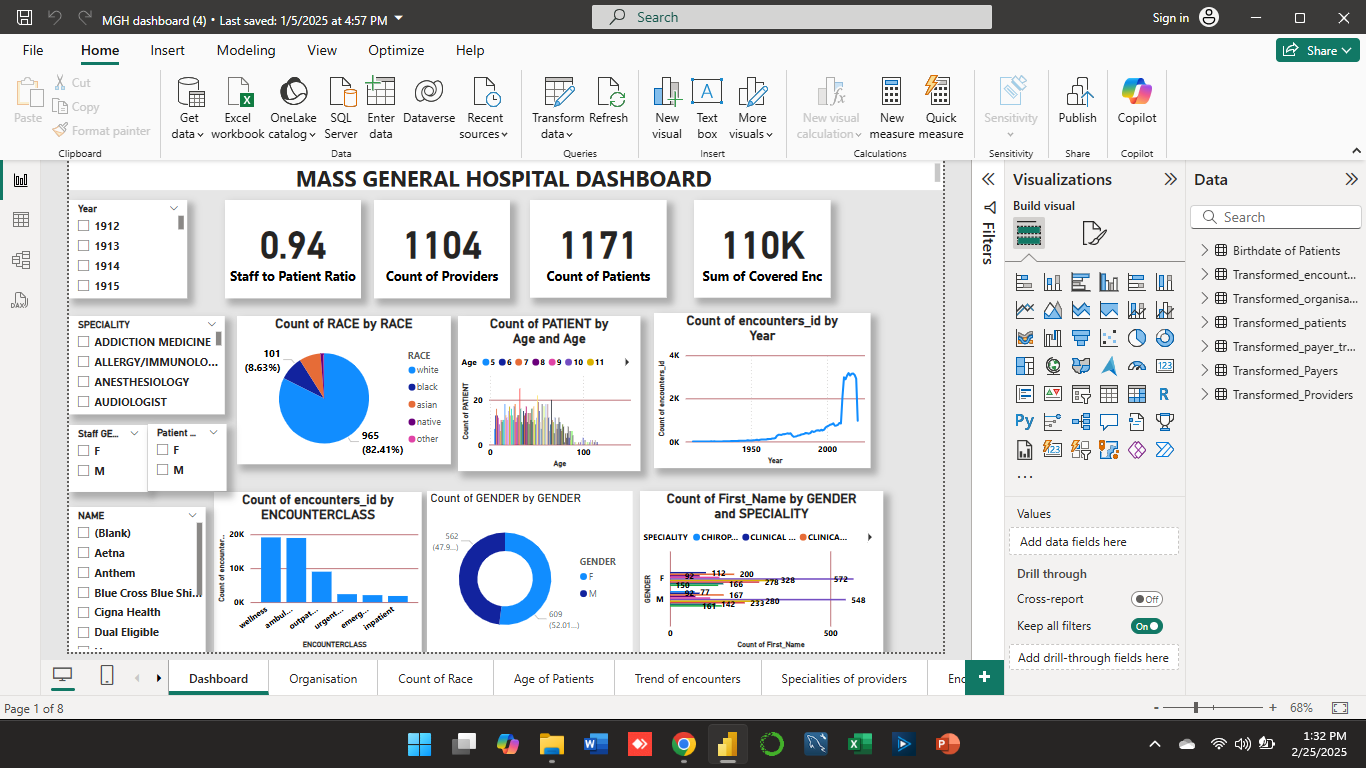 MGH dashboard (4) • Last saved: 1/5/2025 at 4:57 PM
Search
Sign in
File Home Insert Modeling View Optimize Help
Share
Paste
Cut
Copy
Format painter
Clipboard
Get data
Excel workbook
OneLake catalog
SQL Server
Enter data
Dataverse
Recent sources
Data
Transform data
Refresh
Queries
New visual
Text box
More visuals
Insert
New visual calculation
New measure
Quick measure
Calculations
Sensitivity
Sensitivity
Publish
Share
Copilot
Copilot
MASS GENERAL HOSPITAL DASHBOARD
Year
1912
1913
1914
1915
0.94
Staff to Patient Ratio
1104
Count of Providers
1171
Count of Patients
110K
Sum of Covered Enc
SPECIALITY
ADDICTION MEDICINE
ALLERGY/IMMUNOLO...
ANESTHESIOLOGY
AUDIOLOGIST
Staff GE...
F
M
Patient ...
F
M
Count of RACE by RACE
101
(8.63%)
965
(82.41%)
RACE
white
black
asian
native
other
Count of PATIENT by
Age and Age
Age 5 6 7 8 9 10 11
Count of PATIENT
20
0
0 100
Age
Count of encounters_id by
Year
Count of encounters_id
4K
2K
0K
1950 2000
Year
NAME
(Blank)
Aetna
Anthem
Blue Cross Blue Shi...
Cigna Health
Dual Eligible
Count of encounters_id by
ENCOUNTERCLASS
Count of encounter...
20K
10K
0K
wellness ambul... outpat... urgent... emerg... inpatient
ENCOUNTERCLASS
Count of GENDER by GENDER
562
(47.9...)
609
(52.01...)
GENDER
F
M
Count of First_Name by GENDER
and SPECIALITY
SPECIALITY CHIROP... CLINICAL ... CLINICA...
GENDER
F
92 112 200
278 328 572
150 166
M
92 77 167
233 280 548
161 142
0 500
Count of First_Name
Dashboard Organisation Count of Race Age of Patients Trend of encounters Specialities of providers Enc
Page 1 of 8
Filters
Visualizations
Build visual
Values
Add data fields here
Drill through
Cross-report Off
Keep all filters On
Add drill-through fields here
Data
Search
Birthdate of Patients
Transformed_encount...
Transformed_organisa...
Transformed_patients
Transformed_payer_tr...
Transformed_Payers
Transformed_Providers
- + 68%
1:32 PM
2/25/2025